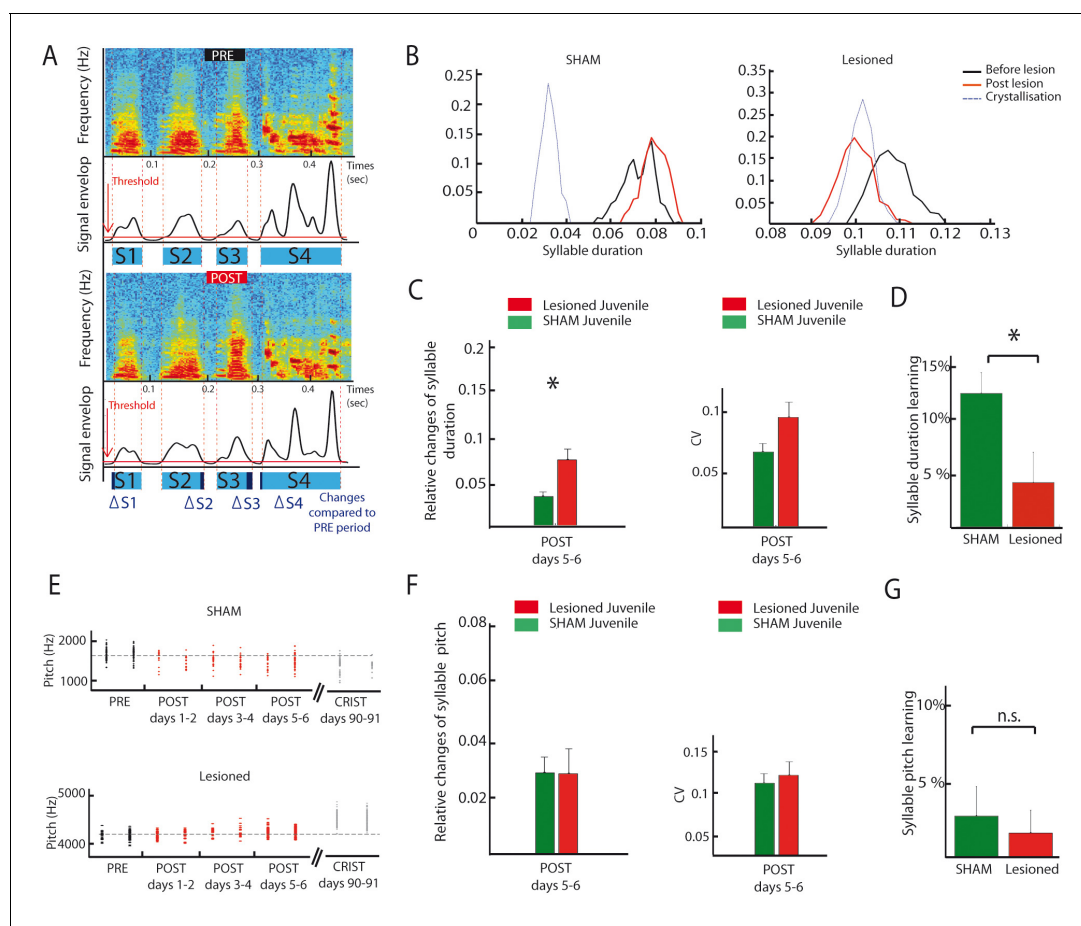 A
PRE
Frequency (Hz)
0.1 0.2 0.3 0.4 Times (sec)
Signal envelop
Threshold
S1 S2 S3 S4
POST
Frequency (Hz)
0.1 0.2 0.3 0.4 Times (sec)
Signal envelop
Threshold
S1 S2 S3 S4
ΔS1 ΔS2 ΔS3 ΔS4
Changes compared to PRE period
B
SHAM
0.25
0.2
0.15
0.1
0.05
0 0.02 0.04 0.06 0.08 0.1
Syllable duration
Lesioned
0.35
0.30
0.25
0.20
0.15
0.10
0.05
0.08 0.09 0.1 0.11 0.12 0.13
Syllable duration
Before lesion
Post lesion
Crystallisation
C
Lesioned Juvenile
SHAM Juvenile
Relative changes of syllable duration
0.2
0.15
0.1
0.05
*
POST
days 5-6
Lesioned Juvenile
SHAM Juvenile
CV
0.1
0.05
POST
days 5-6
D
Syllable duration learning
15%
10%
5 %
*
SHAM Lesioned
E
SHAM
Pitch (Hz)
2000
1000
PRE POST POST POST CRIST
days 1-2 days 3-4 days 5-6 days 90-91
Lesioned
Pitch (Hz)
5000
4000
PRE POST POST POST CRIST
days 1-2 days 3-4 days 5-6 days 90-91
F
Lesioned Juvenile
SHAM Juvenile
Relative changes of syllable pitch
0.08
0.06
0.04
0.02
POST
days 5-6
Lesioned Juvenile
SHAM Juvenile
CV
0.15
0.1
0.05
POST
days 5-6
G
Syllable pitch learning
10%
5 %
n.s.
SHAM Lesioned